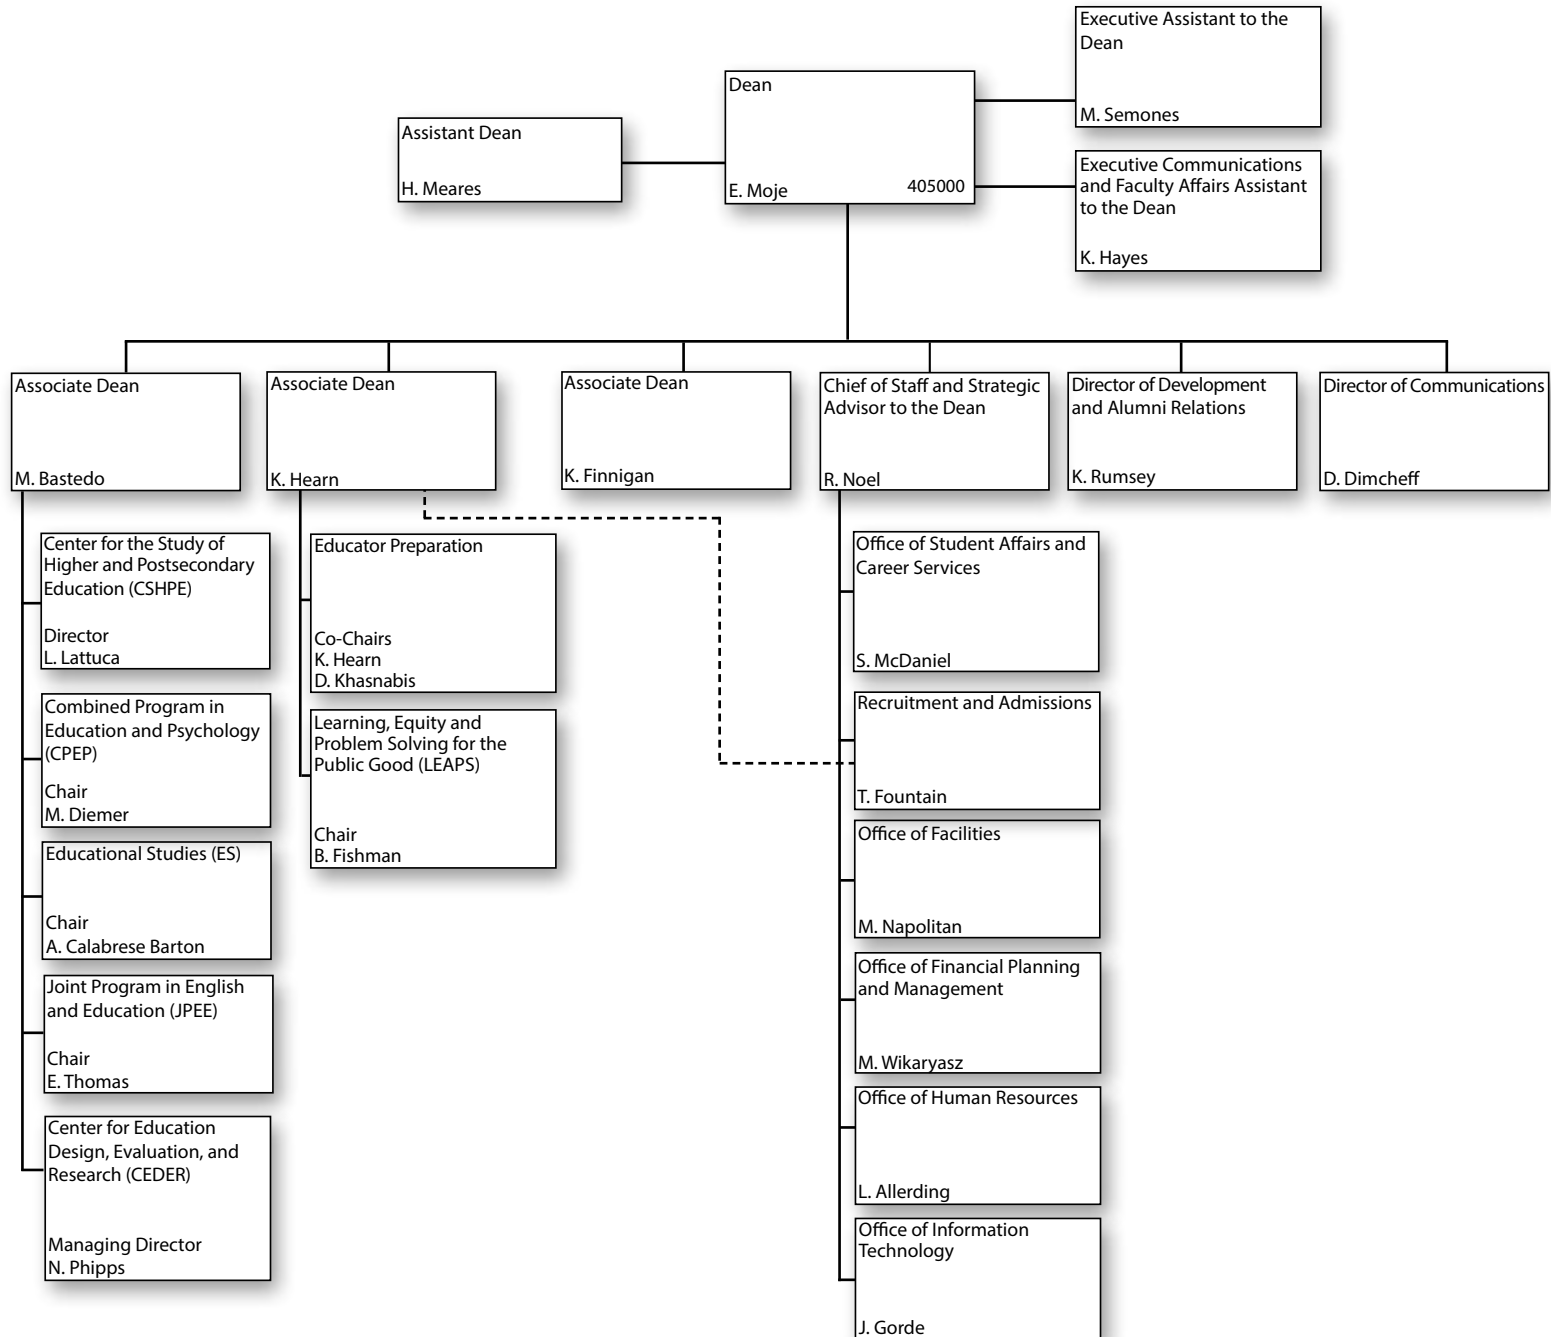 Executive Assistant to the
Dean
M. Semones
Dean
E. Moje
405000
Assistant Dean
H. Meares
Executive Communications
and Faculty Affairs Assistant
to the Dean
K. Hayes
Associate Dean
M. Bastedo
Associate Dean
K. Hearn
Associate Dean
K. Finnigan
Chief of Staff and Strategic
Advisor to the Dean
R. Noel
Director of Development
and Alumni Relations
K. Rumsey
Director of Communications
D. Dimcheff
Center for the Study of
Higher and Postsecondary
Education (CSHPE)
Director
L. Lattuca
Combined Program in
Education and Psychology
(CPEP)
Chair
M. Diemer
Educational Studies (ES)
Chair
A. Calabrese Barton
Joint Program in English
and Education (JPEE)
Chair
E. Thomas
Center for Education
Design, Evaluation, and
Research (CEDER)
Managing Director
N. Phipps
Educator Preparation
Co-Chairs
K. Hearn
D. Khasnabis
Learning, Equity and
Problem Solving for the
Public Good (LEAPS)
Chair
B. Fishman
Office of Student Affairs and
Career Services
S. McDaniel
Recruitment and Admissions
T. Fountain
Office of Facilities
M. Napolitan
Office of Financial Planning
and Management
M. Wikaryasz
Office of Human Resources
L. Allerding
Office of Information
Technology
J. Gorde